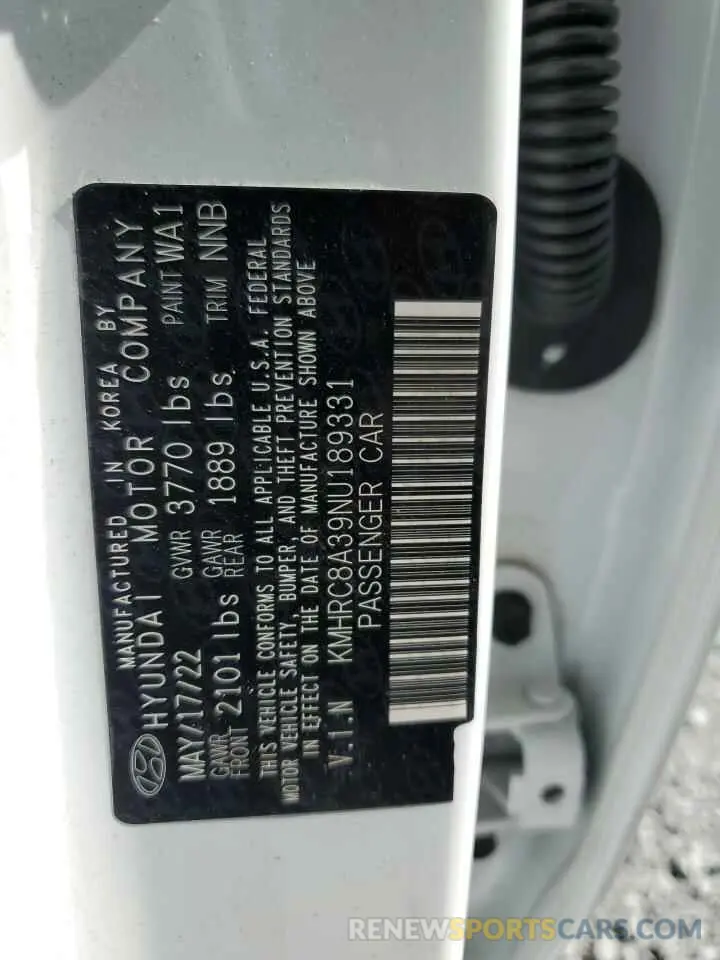 MANUFACTURED IN KOREA BY
HYUNDAI MOTOR COMPANY
MAY/17/22 GVWR 3770 lbs PAINT WA1
GAWR FRONT 2101 lbs GAWR REAR 1889 lbs TRIM NNB
THIS VEHICLE CONFORMS TO ALL APPLICABLE U.S.A. FEDERAL
MOTOR VEHICLE SAFETY, BUMPER, AND THEFT PREVENTION STANDARDS
IN EFFECT ON THE DATE OF MANUFACTURE SHOWN ABOVE
V.I.N KMHRC8A39NU189331
PASSENGER CAR
RENEWSPORTSCARS.COM